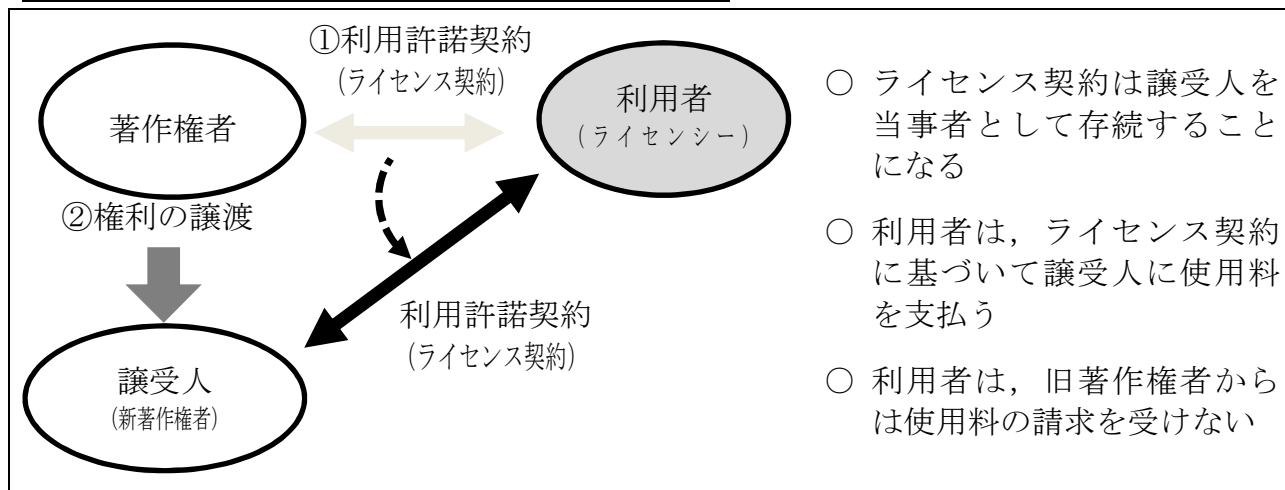 ①利用許諾契約
(ライセンス契約)
著作権者
利用者
(ライセンシー)
②権利の譲渡
利用許諾契約
(ライセンス契約)
譲受人
(新著作権者)
○ ライセンス契約は譲受人を
当事者として存続すること
になる
○ 利用者は，ライセンス契約
に基づいて譲受人に使用料
を支払う
○ 利用者は，旧著作権者から
は使用料の請求を受けない